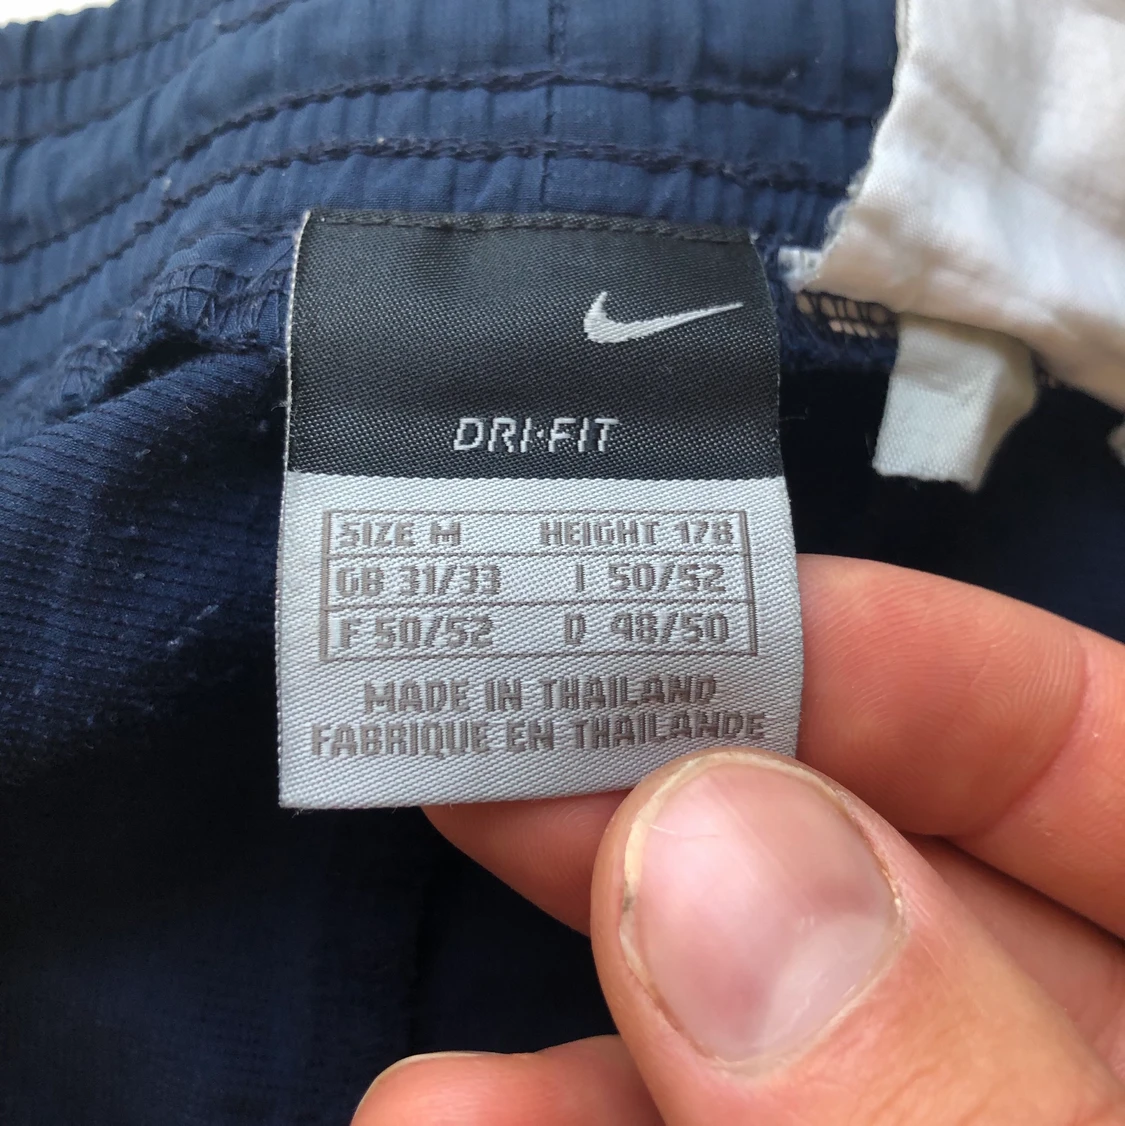 DRI-FIT
SIZE M HEIGHT 178
GB 31/33 I 50/52
F 50/52 D 48/50
MADE IN THAILAND
FABRIQUE EN THAILANDE